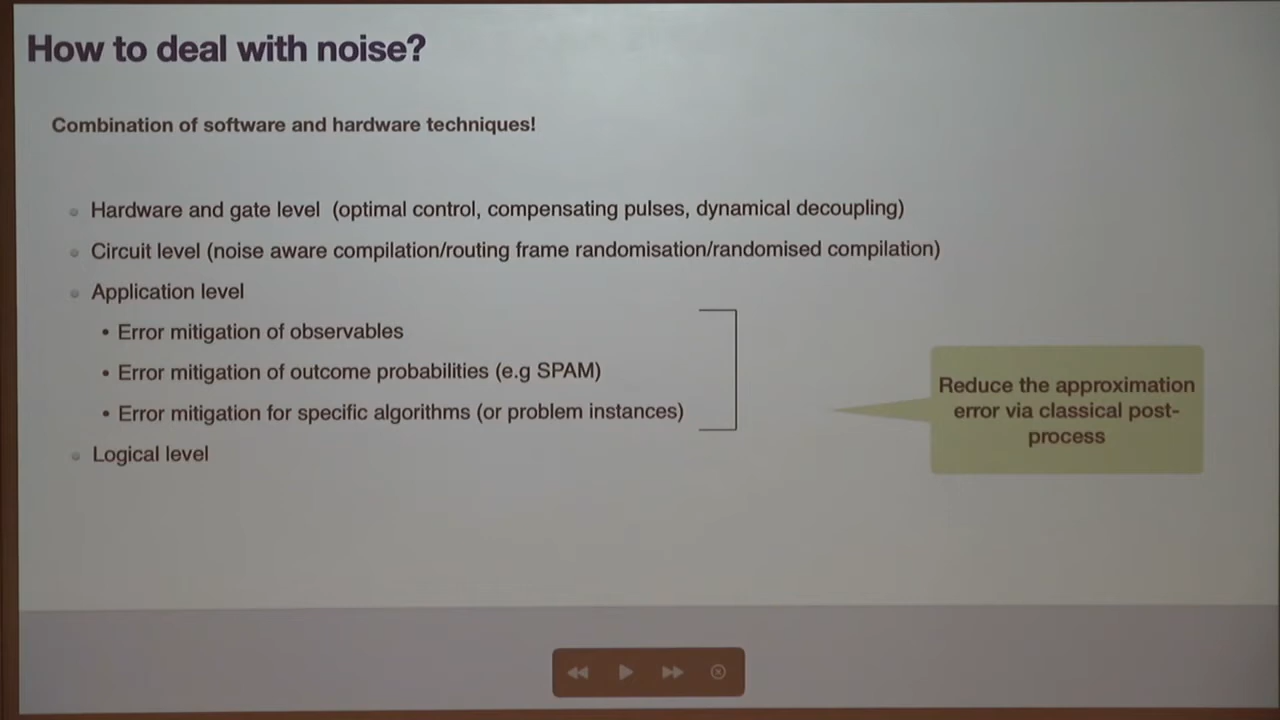 How to deal with noise?
Combination of software and hardware techniques!
Hardware and gate level (optimal control, compensating pulses, dynamical decoupling)
Circuit level (noise aware compilation/routing frame randomisation/randomised compilation)
Application level
• Error mitigation of observables
• Error mitigation of outcome probabilities (e.g SPAM)
• Error mitigation for specific algorithms (or problem instances)
Logical level
Reduce the approximation
error via classical post-
process